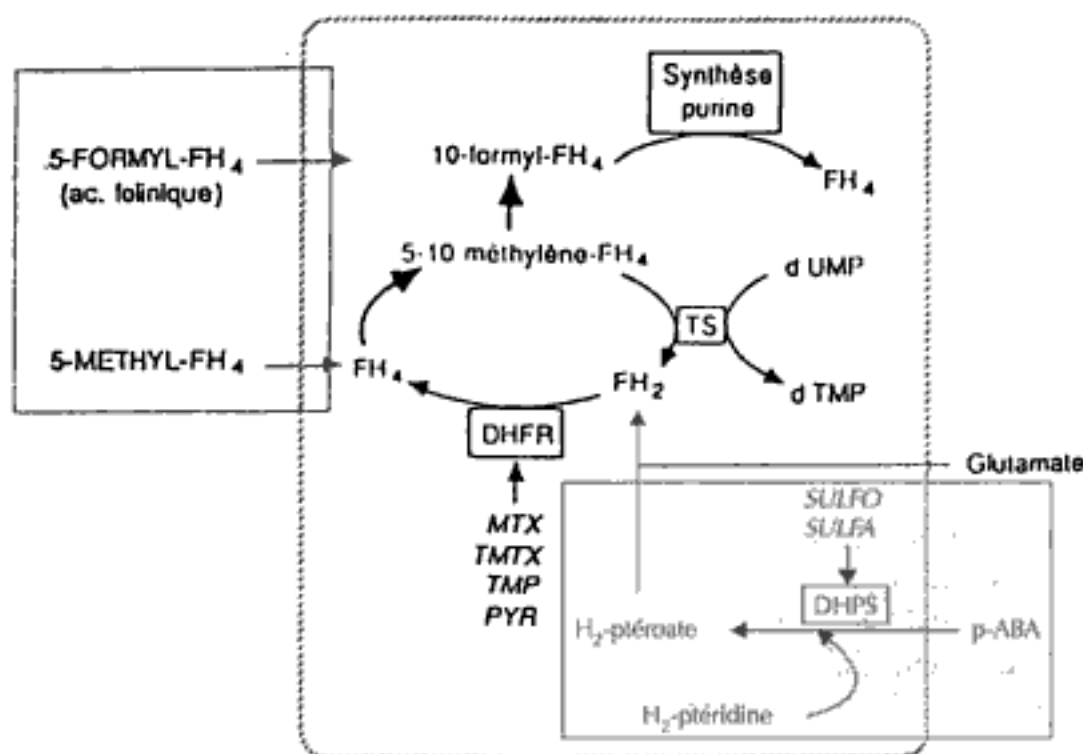 Synthèse
purine
.5-FORMYL-FH4
(ac. folinique)
10-formyl-FH4
FH4
5-10 méthylène-FH4
d UMP
TS
5-METHYL-FH4
FH4
FH2
d TMP
DHFR
Glutamate
MTX
TMTX
TMP
PYR
SULFO
SULFA
DHPS
H2-ptéroate
p-ABA
H2-ptéridine